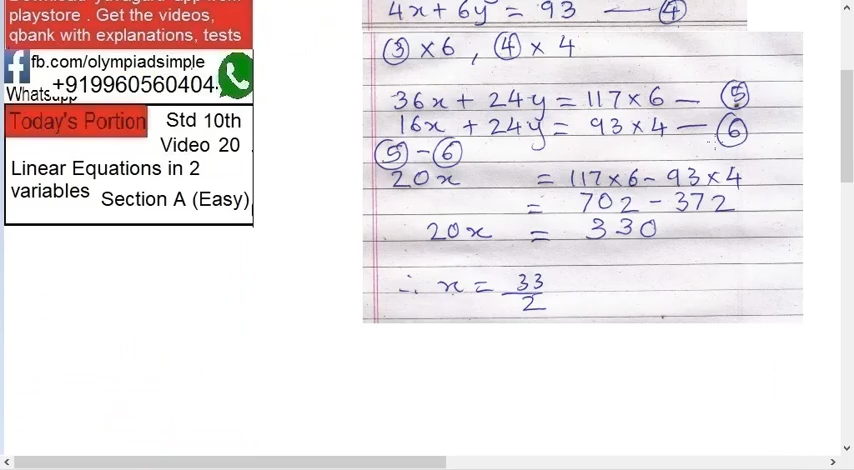 playstore . Get the videos,
qbank with explanations, tests
fb.com/olympiadsimple
Whatsapp +919960560404
Today's Portion
Std 10th
Video 20
Linear Equations in 2
variables
Section A (Easy)
4x + 6y = 93 — ④
③ × 6 , ④ × 4
36x + 24y = 117 × 6 — ⑤
16x + 24y = 93 × 4 — ⑥
⑤ - ⑥
20x = 117 × 6 - 93 × 4
= 702 - 372
20x = 330
∴ x = 33/2